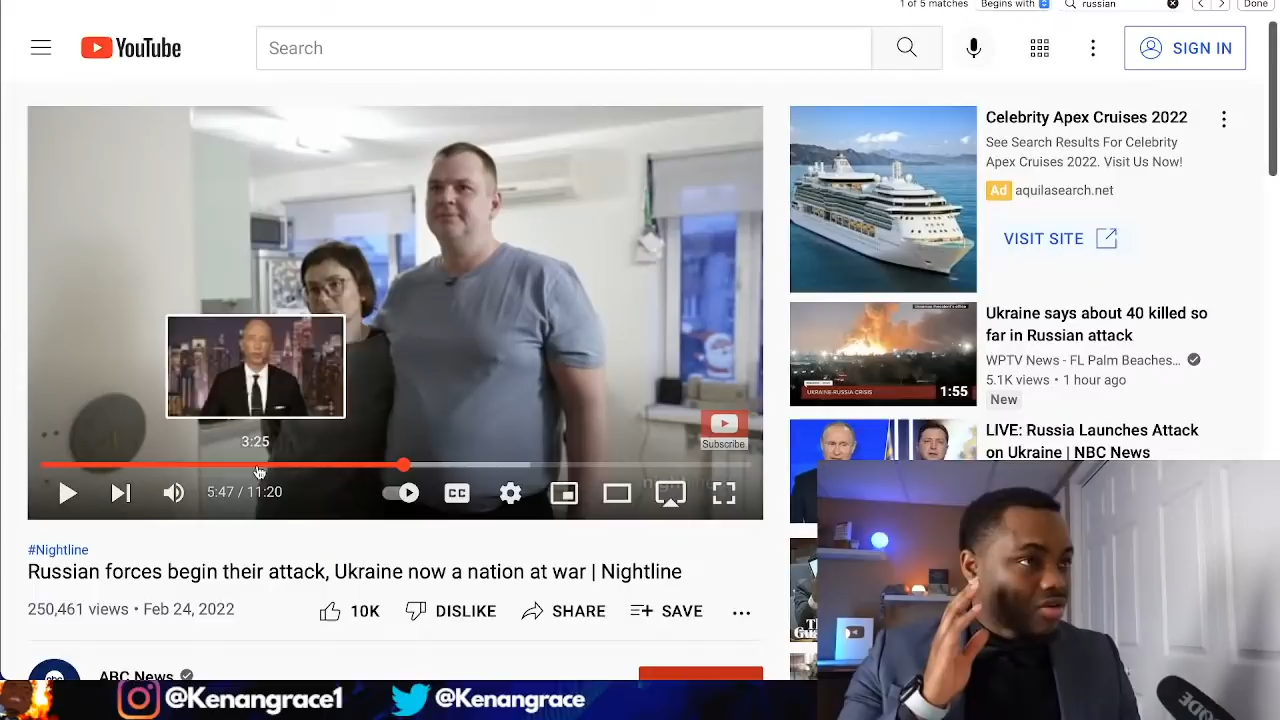 1 of 5 matches
Begins with
russian
Done
YouTube
Search
SIGN IN
Celebrity Apex Cruises 2022
See Search Results For Celebrity
Apex Cruises 2022. Visit Us Now!
Ad aquilasearch.net
VISIT SITE
Ukraine says about 40 killed so
far in Russian attack
WPTV News - FL Palm Beaches...
5.1K views • 1 hour ago
New
UKRAINE-RUSSIA CRISIS
1:55
LIVE: Russia Launches Attack
on Ukraine | NBC News
Subscribe
3:25
5:47 / 11:20
CC
#Nightline
Russian forces begin their attack, Ukraine now a nation at war | Nightline
250,461 views • Feb 24, 2022
10K
DISLIKE
SHARE
SAVE
ABC News
@Kenangrace1
@Kenangrace